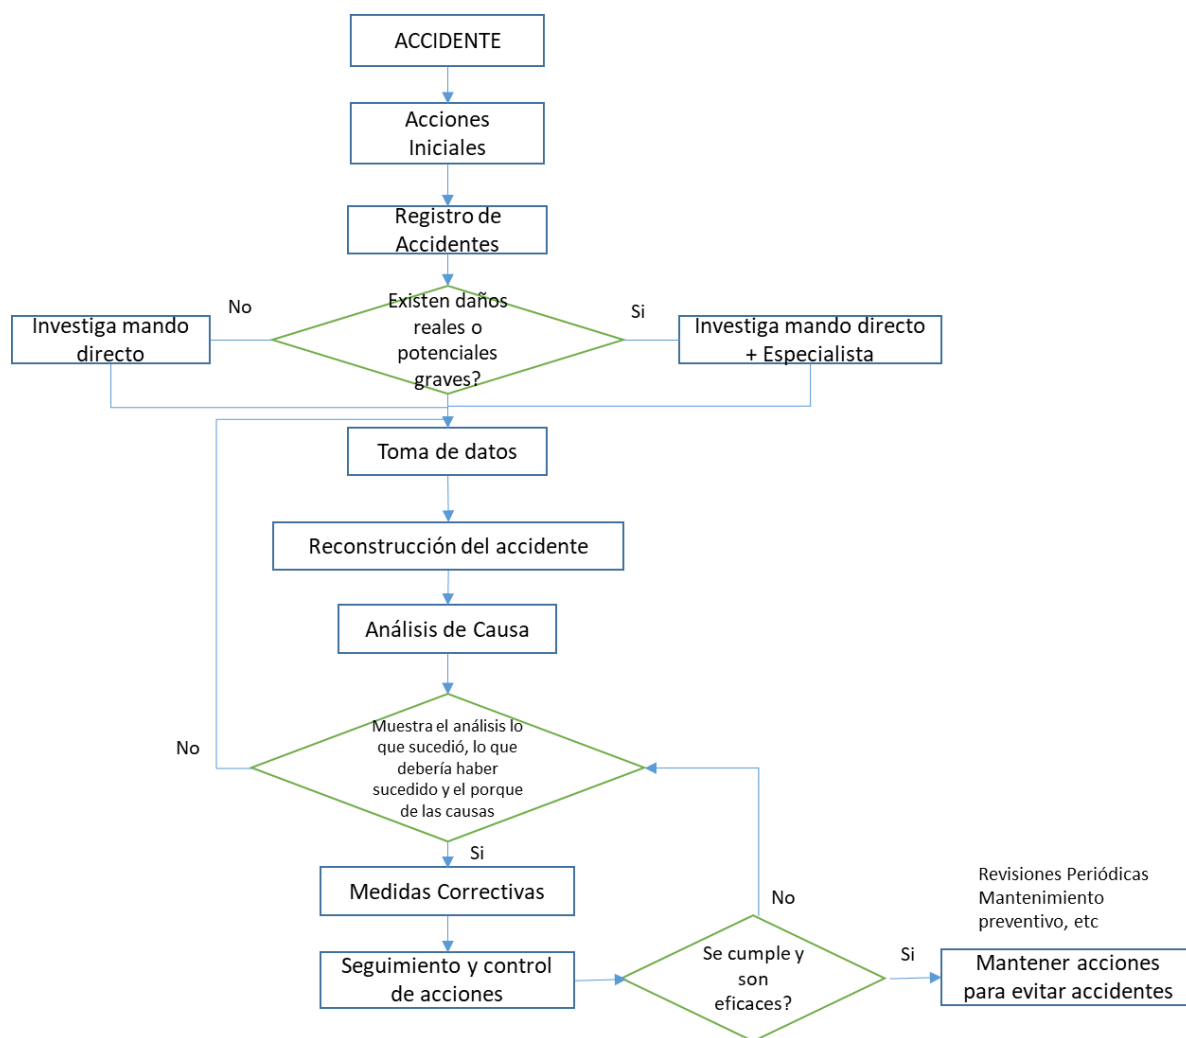 ACCIDENTE
Acciones
Iniciales
Registro de
Accidentes
No
Existen daños
reales o
potenciales
graves?
Si
Investiga mando
directo
Investiga mando directo
+ Especialista
Toma de datos
Reconstrucción del accidente
Análisis de Causa
No
Muestra el análisis lo
que sucedió, lo que
debería haber
sucedido y el porque
de las causas
Si
Medidas Correctivas
Seguimiento y control
de acciones
No
Se cumple y
son
eficaces?
Si
Revisiones Periódicas
Mantenimiento
preventivo, etc
Mantener acciones
para evitar accidentes